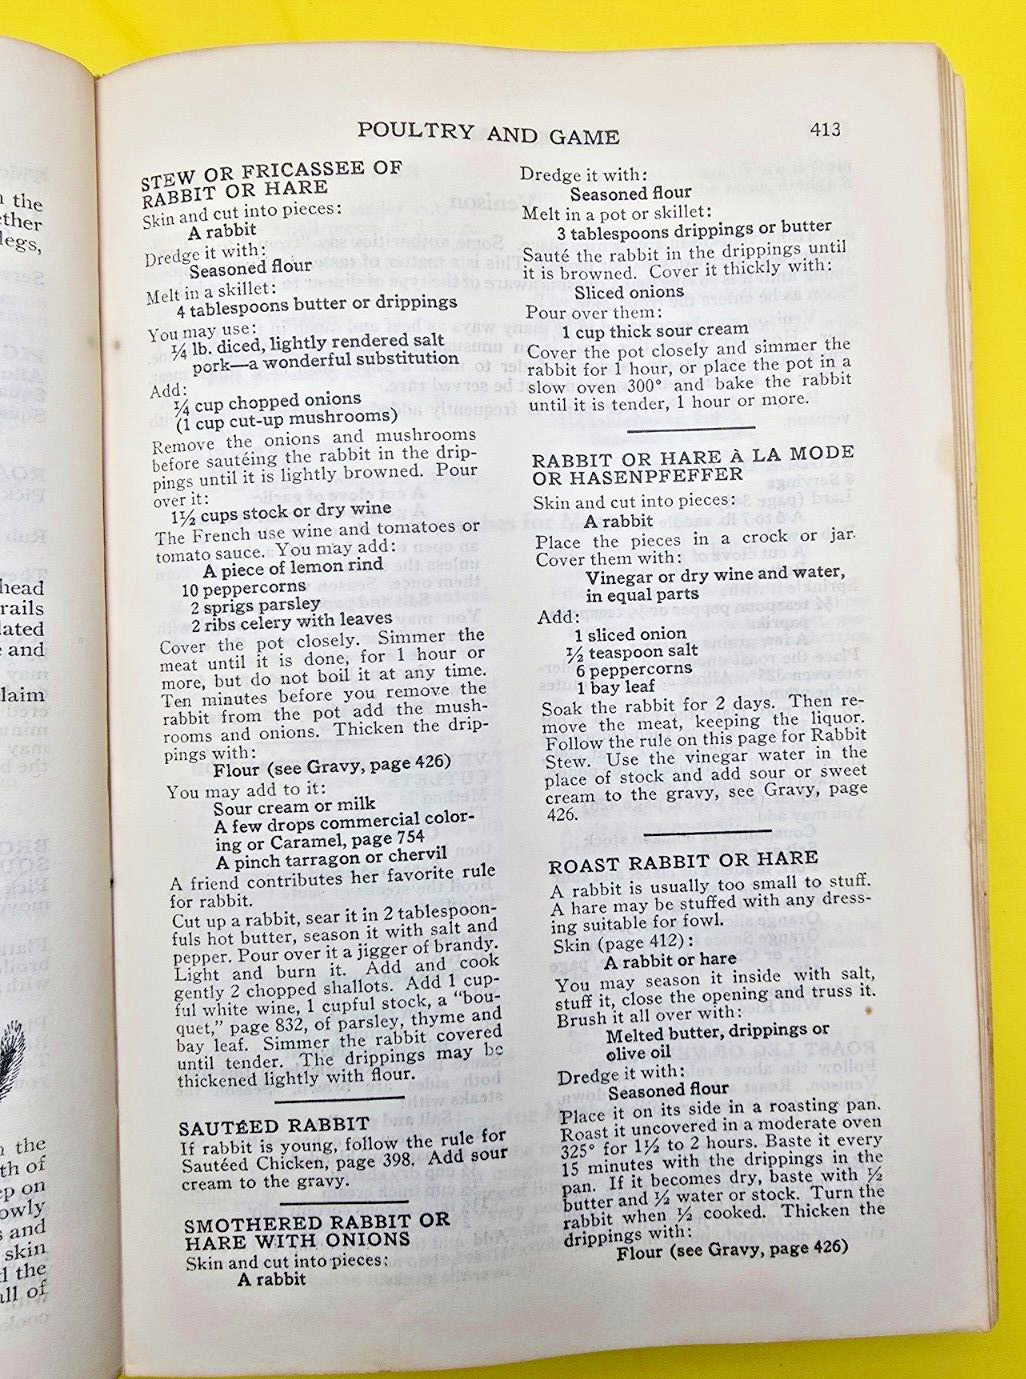 n the
ether
legs,
head
rails
lated
e and
laim
n the
th of
ep on
owly
s and
skin
d the
all of
POULTRY AND GAME 413
STEW OR FRICASSEE OF
RABBIT OR HARE
Skin and cut into pieces:
A rabbit
Dredge it with:
Seasoned flour
Melt in a skillet:
4 tablespoons butter or drippings
You may use:
¼ lb. diced, lightly rendered salt
pork—a wonderful substitution
Add:
¼ cup chopped onions
(1 cup cut-up mushrooms)
Remove the onions and mushrooms
before sautéing the rabbit in the drip-
pings until it is lightly browned. Pour
over it:
1½ cups stock or dry wine
The French use wine and tomatoes or
tomato sauce. You may add:
A piece of lemon rind
10 peppercorns
2 sprigs parsley
2 ribs celery with leaves
Cover the pot closely. Simmer the
meat until it is done, for 1 hour or
more, but do not boil it at any time.
Ten minutes before you remove the
rabbit from the pot add the mush-
rooms and onions. Thicken the drip-
pings with:
Flour (see Gravy, page 426)
You may add to it:
Sour cream or milk
A few drops commercial color-
ing or Caramel, page 754
A pinch tarragon or chervil
A friend contributes her favorite rule
for rabbit.
Cut up a rabbit, sear it in 2 tablespoon-
fuls hot butter, season it with salt and
pepper. Pour over it a jigger of brandy.
Light and burn it. Add and cook
gently 2 chopped shallots. Add 1 cup-
ful white wine, 1 cupful stock, a "bou-
quet," page 832, of parsley, thyme and
bay leaf. Simmer the rabbit covered
until tender. The drippings may be
thickened lightly with flour.
SAUTÉED RABBIT
If rabbit is young, follow the rule for
Sautéed Chicken, page 398. Add sour
cream to the gravy.
SMOTHERED RABBIT OR
HARE WITH ONIONS
Skin and cut into pieces:
A rabbit
Dredge it with:
Seasoned flour
Melt in a pot or skillet:
3 tablespoons drippings or butter
Sauté the rabbit in the drippings until
it is browned. Cover it thickly with:
Sliced onions
Pour over them:
1 cup thick sour cream
Cover the pot closely and simmer the
rabbit for 1 hour, or place the pot in a
slow oven 300° and bake the rabbit
until it is tender, 1 hour or more.
RABBIT OR HARE À LA MODE
OR HASENPFEFFER
Skin and cut into pieces:
A rabbit
Place the pieces in a crock or jar.
Cover them with:
Vinegar or dry wine and water,
in equal parts
Add:
1 sliced onion
½ teaspoon salt
6 peppercorns
1 bay leaf
Soak the rabbit for 2 days. Then re-
move the meat, keeping the liquor.
Follow the rule on this page for Rabbit
Stew. Use the vinegar water in the
place of stock and add sour or sweet
cream to the gravy, see Gravy, page
426.
ROAST RABBIT OR HARE
A rabbit is usually too small to stuff.
A hare may be stuffed with any dress-
ing suitable for fowl.
Skin (page 412):
A rabbit or hare
You may season it inside with salt,
stuff it, close the opening and truss it.
Brush it all over with:
Melted butter, drippings or
olive oil
Dredge it with:
Seasoned flour
Place it on its side in a roasting pan.
Roast it uncovered in a moderate oven
325° for 1½ to 2 hours. Baste it every
15 minutes with the drippings in the
pan. If it becomes dry, baste with ½
butter and ½ water or stock. Turn the
rabbit when ½ cooked. Thicken the
drippings with:
Flour (see Gravy, page 426)